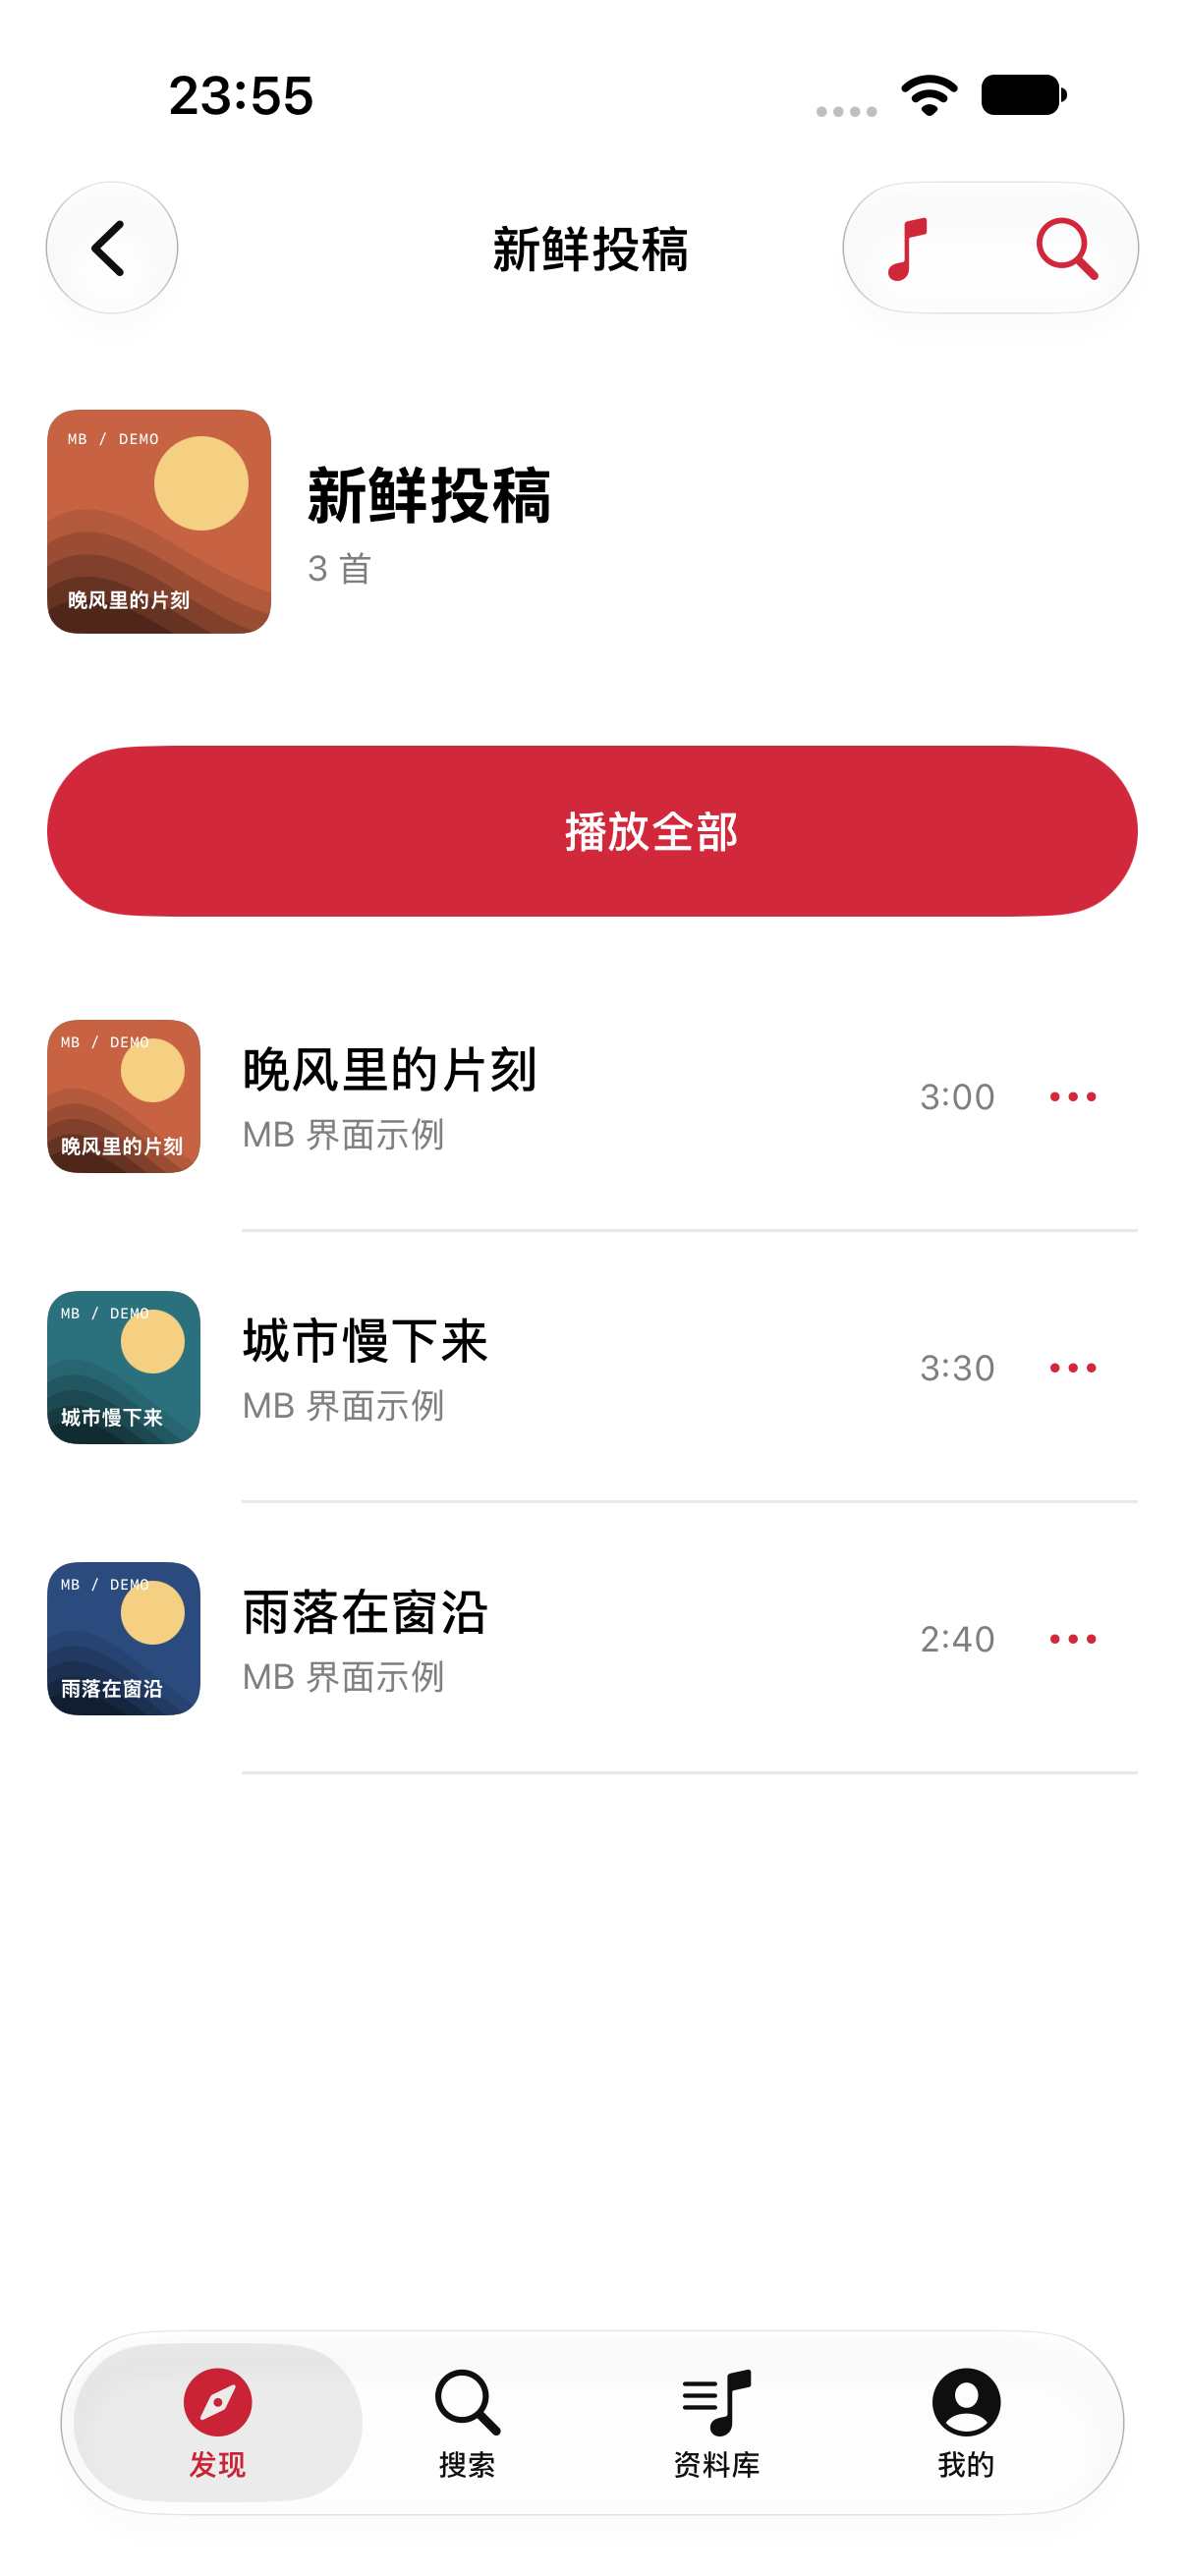 23:55
新鲜投稿
MB / DEMO
晚风里的片刻
新鲜投稿
3 首
播放全部
MB / DEMO
晚风里的片刻
晚风里的片刻
MB 界面示例
3:00
MB / DEMO
城市慢下来
城市慢下来
MB 界面示例
3:30
MB / DEMO
雨落在窗沿
雨落在窗沿
MB 界面示例
2:40
发现
搜索
资料库
我的